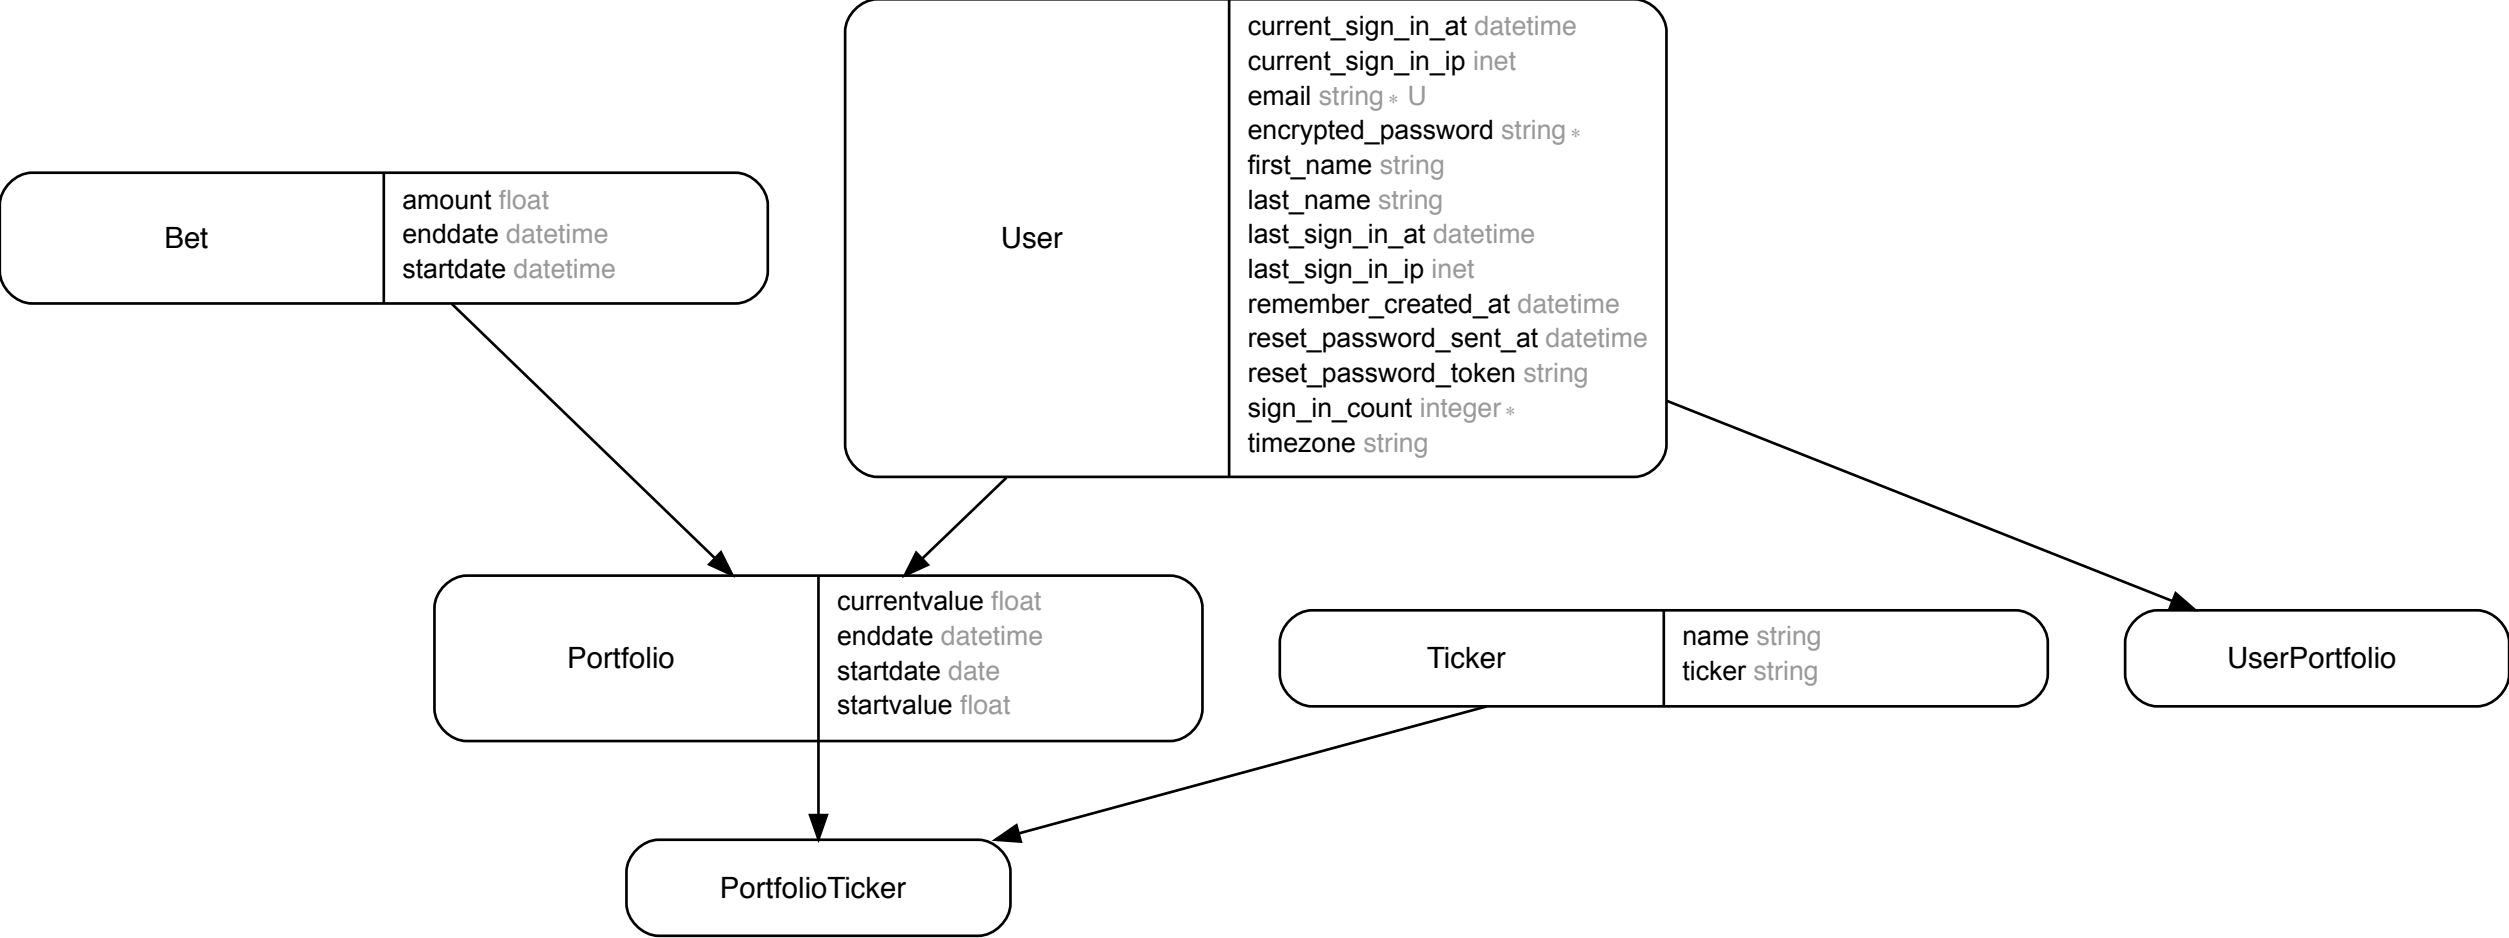 Bet
amount float
enddate datetime
startdate datetime
User
current_sign_in_at datetime
current_sign_in_ip inet
email string * U
encrypted_password string *
first_name string
last_name string
last_sign_in_at datetime
last_sign_in_ip inet
remember_created_at datetime
reset_password_sent_at datetime
reset_password_token string
sign_in_count integer *
timezone string
Portfolio
currentvalue float
enddate datetime
startdate date
startvalue float
Ticker
name string
ticker string
UserPortfolio
PortfolioTicker